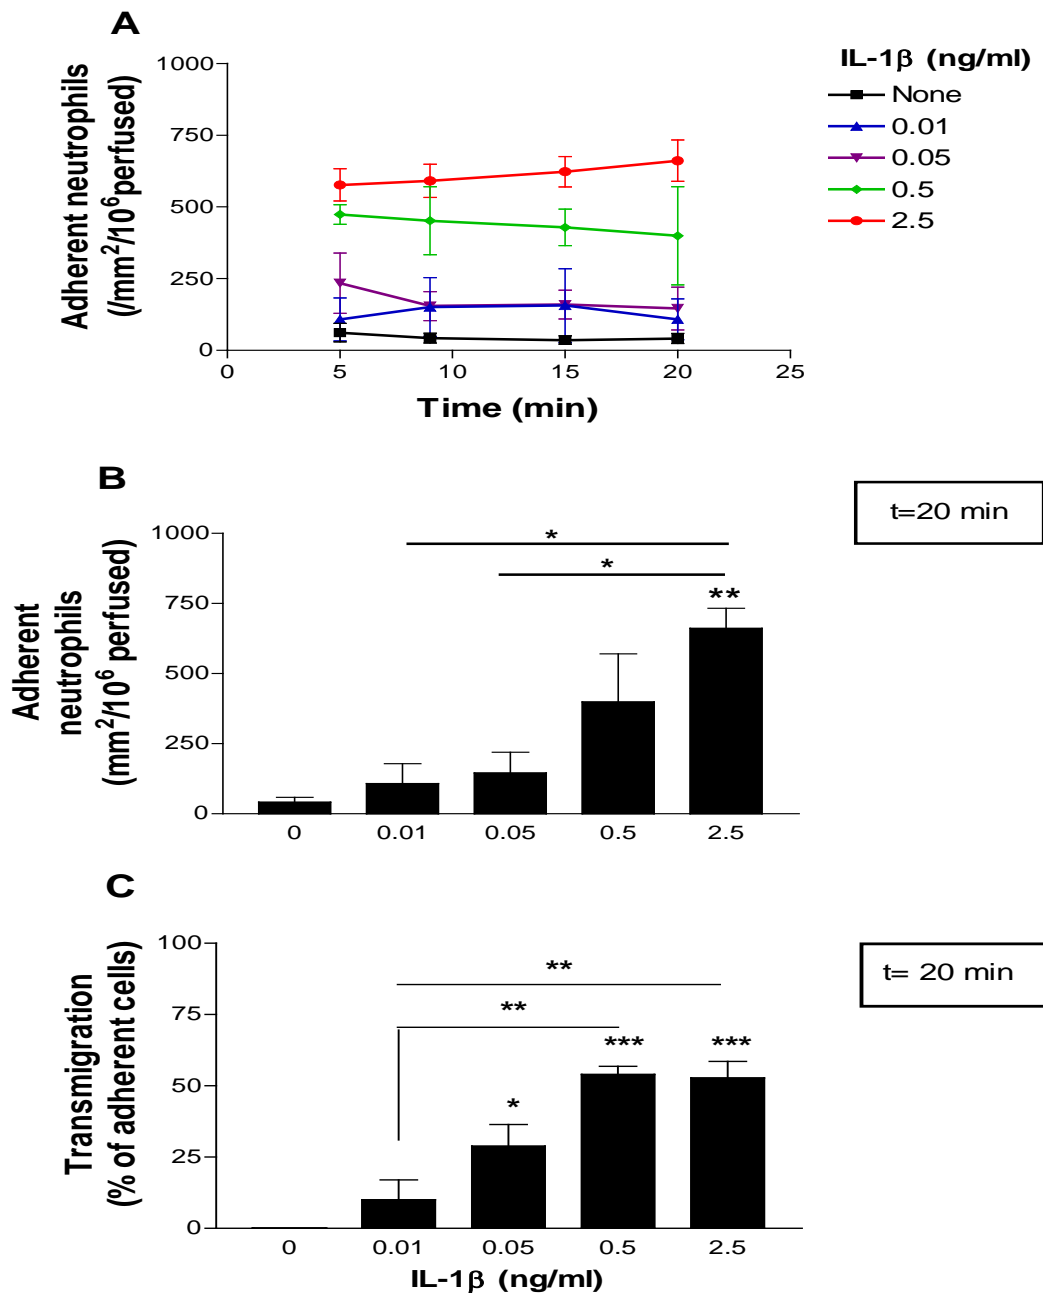 A
Adherent neutrophils
(/mm²/10⁶perfused)
1000
750
500
250
0
0
5
10
15
20
25
Time (min)
IL-1β (ng/ml)
None
0.01
0.05
0.5
2.5
B
t=20 min
Adherent
neutrophils
(mm²/10⁶ perfused)
1000
750
500
250
0
*
*
**
0
0.01
0.05
0.5
2.5
C
t= 20 min
Transmigration
(% of adherent cells)
100
75
50
25
0
**
**
***
***
*
0
0.01
0.05
0.5
2.5
IL-1β (ng/ml)